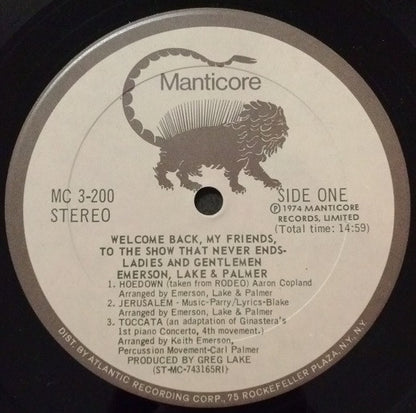 Manticore
MC 3-200
STEREO
SIDE ONE
Ⓟ 1974 MANTICORE
RECORDS, LIMITED
(Total time: 14:59)
WELCOME BACK, MY FRIENDS,
TO THE SHOW THAT NEVER ENDS-
LADIES AND GENTLEMEN
EMERSON, LAKE & PALMER
1. HOEDOWN (taken from RODEO) Aaron Copland
Arranged by Emerson, Lake & Palmer
2. JERUSALEM - Music-Parry/Lyrics-Blake
Arranged by Emerson, Lake & Palmer
3. TOCCATA (an adaptation of Ginastera's
1st piano Concerto, 4th movement.)
Arranged by Keith Emerson,
Percussion Movement-Carl Palmer
PRODUCED BY GREG LAKE
(ST-MC-743165RI)
DIST. BY ATLANTIC RECORDING CORP., 75 ROCKEFELLER PLAZA, NY, N.Y.